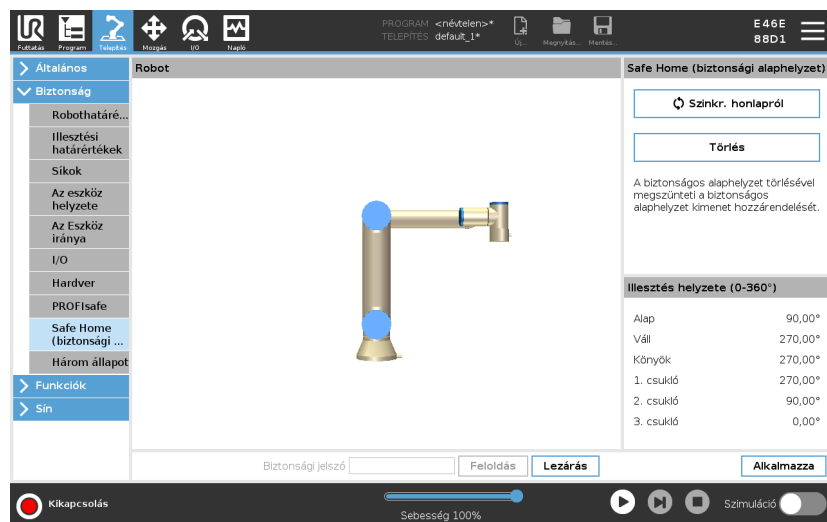 UR
PROGRAM <névtelen>*
TELEPÍTÉS default_1*
E46E
88D1
Futtatás Program Telepítés Mozgás I/O Napló Új... Megnyitás... Mentés...
Általános
Biztonság
Robothatáré...
Illesztési
határértékek
Síkok
Az eszköz
helyzete
Az Eszköz
iránya
I/O
Hardver
PROFIsafe
Safe Home
(biztonsági ...
Három állapot
Funkciók
Sín
Robot
Safe Home (biztonsági alaphelyzet)
Szinkr. honlapról
Törlés
A biztonságos alaphelyzet törlésével
megszünteti a biztonságos
alaphelyzet kimenet hozzárendelését.
Illesztés helyzete (0-360°)
Alap 90,00°
Váll 270,00°
Könyök 270,00°
1. csukló 270,00°
2. csukló 90,00°
3. csukló 0,00°
Biztonsági jelszó Feloldás Lezárás Alkalmazza
Kikapcsolás
Sebesség 100%
Szimuláció